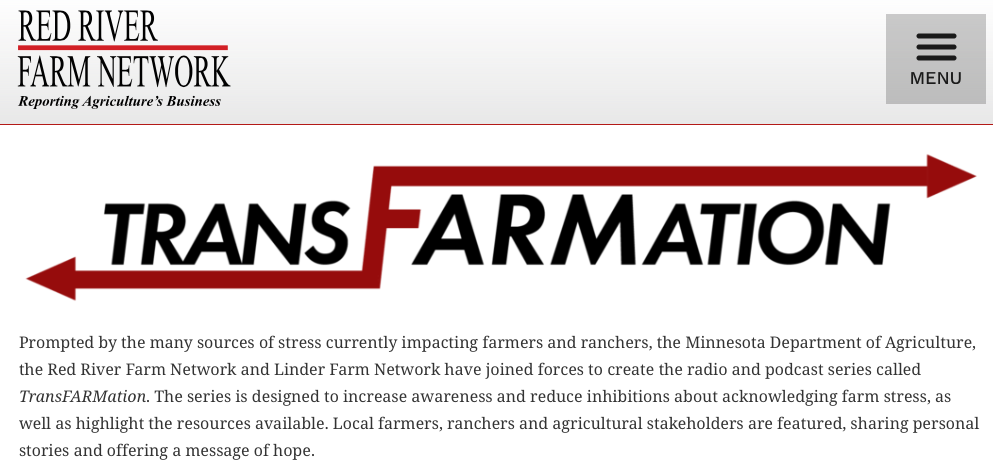 RED RIVER
FARM NETWORK
Reporting Agriculture's Business
MENU
TRANSFARMATION
Prompted by the many sources of stress currently impacting farmers and ranchers, the Minnesota Department of Agriculture,
the Red River Farm Network and Linder Farm Network have joined forces to create the radio and podcast series called
TransFARMation. The series is designed to increase awareness and reduce inhibitions about acknowledging farm stress, as
well as highlight the resources available. Local farmers, ranchers and agricultural stakeholders are featured, sharing personal
stories and offering a message of hope.